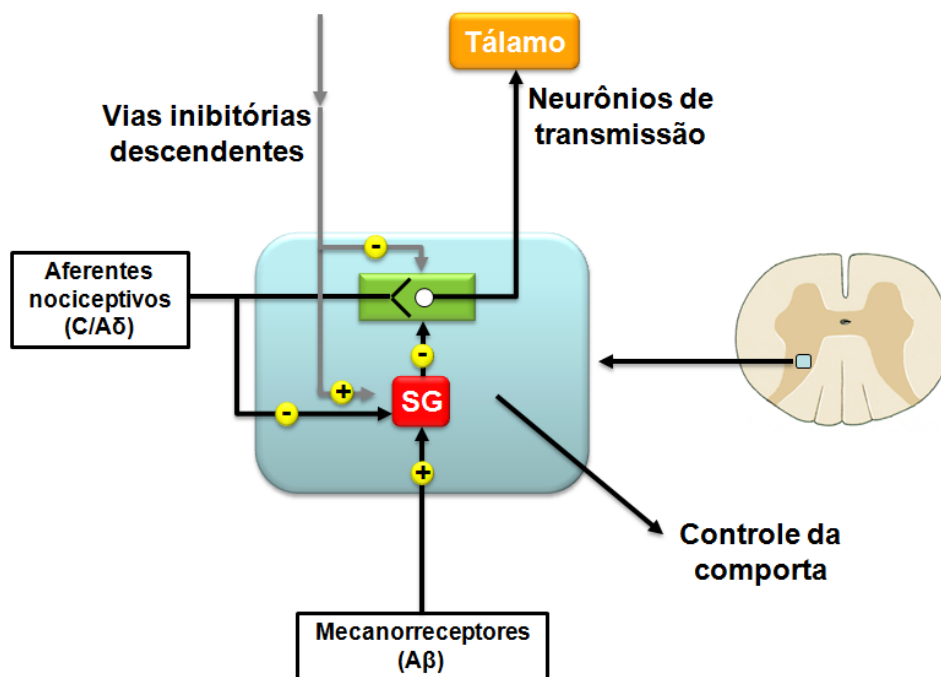 Tálamo
Vias inibitórias
descendentes
Neurônios de
transmissão
-
Aferentes
nociceptivos
(C/Aδ)
-
+
SG
-
+
Controle da
comporta
Mecanorreceptores
(Aβ)